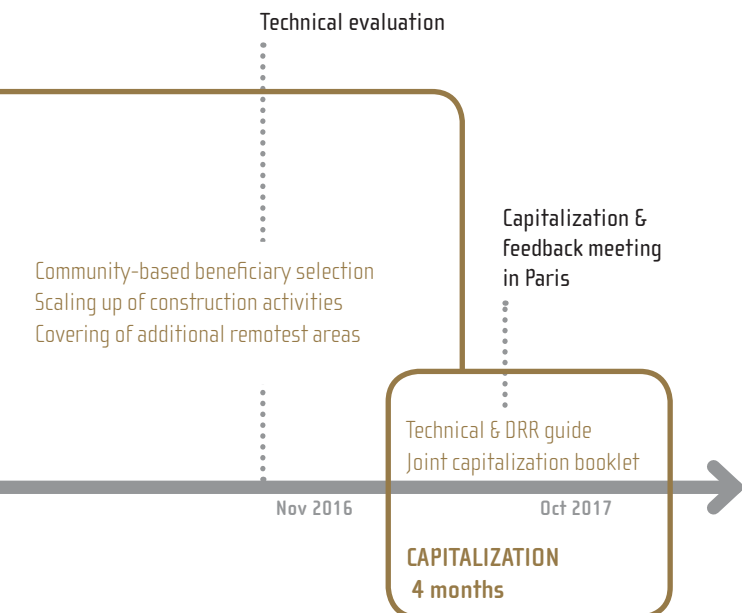 Technical evaluation
Capitalization &
feedback meeting
in Paris
Community-based beneficiary selection
Scaling up of construction activities
Covering of additional remotest areas
Technical & DRR guide
Joint capitalization booklet
Nov 2016
Oct 2017
CAPITALIZATION
4 months